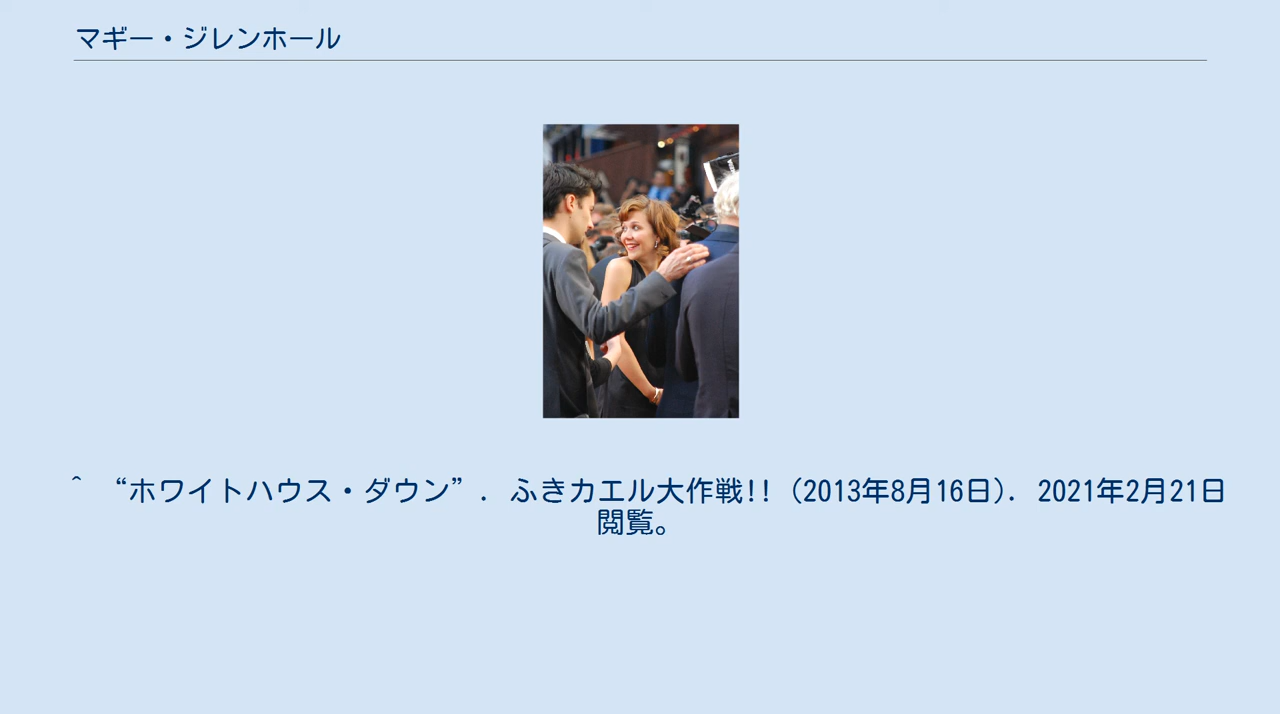 マギー・ジレンホール
^ “ホワイトハウス・ダウン”. ふきカエル大作戦!! (2013年8月16日). 2021年2月21日
閲覧。